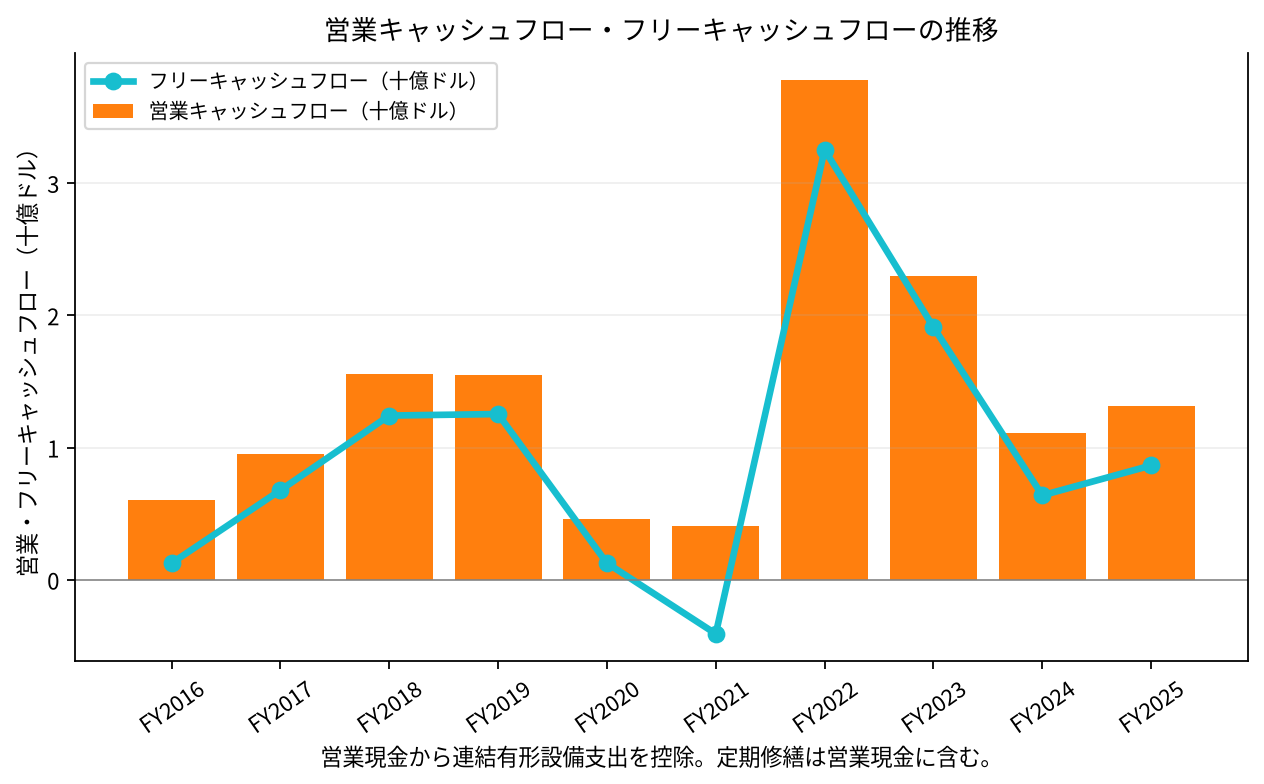 営業キャッシュフロー・フリーキャッシュフローの推移
フリーキャッシュフロー（十億ドル）
営業キャッシュフロー（十億ドル）
営業・フリーキャッシュフロー（十億ドル）
3
2
1
0
FY2016
FY2017
FY2018
FY2019
FY2020
FY2021
FY2022
FY2023
FY2024
FY2025
営業現金から連結有形設備支出を控除。定期修繕は営業現金に含む。